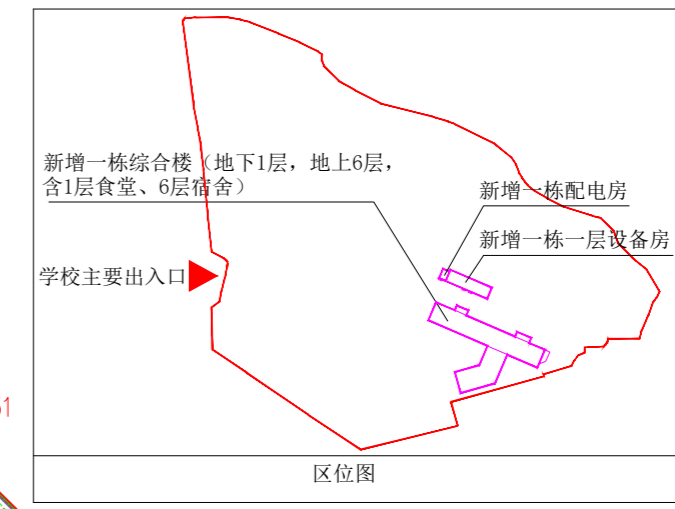 新增一栋综合楼（地下1层，地上6层，
含1层食堂、6层宿舍）
新增一栋配电房
新增一栋一层设备房
学校主要出入口
51
区位图